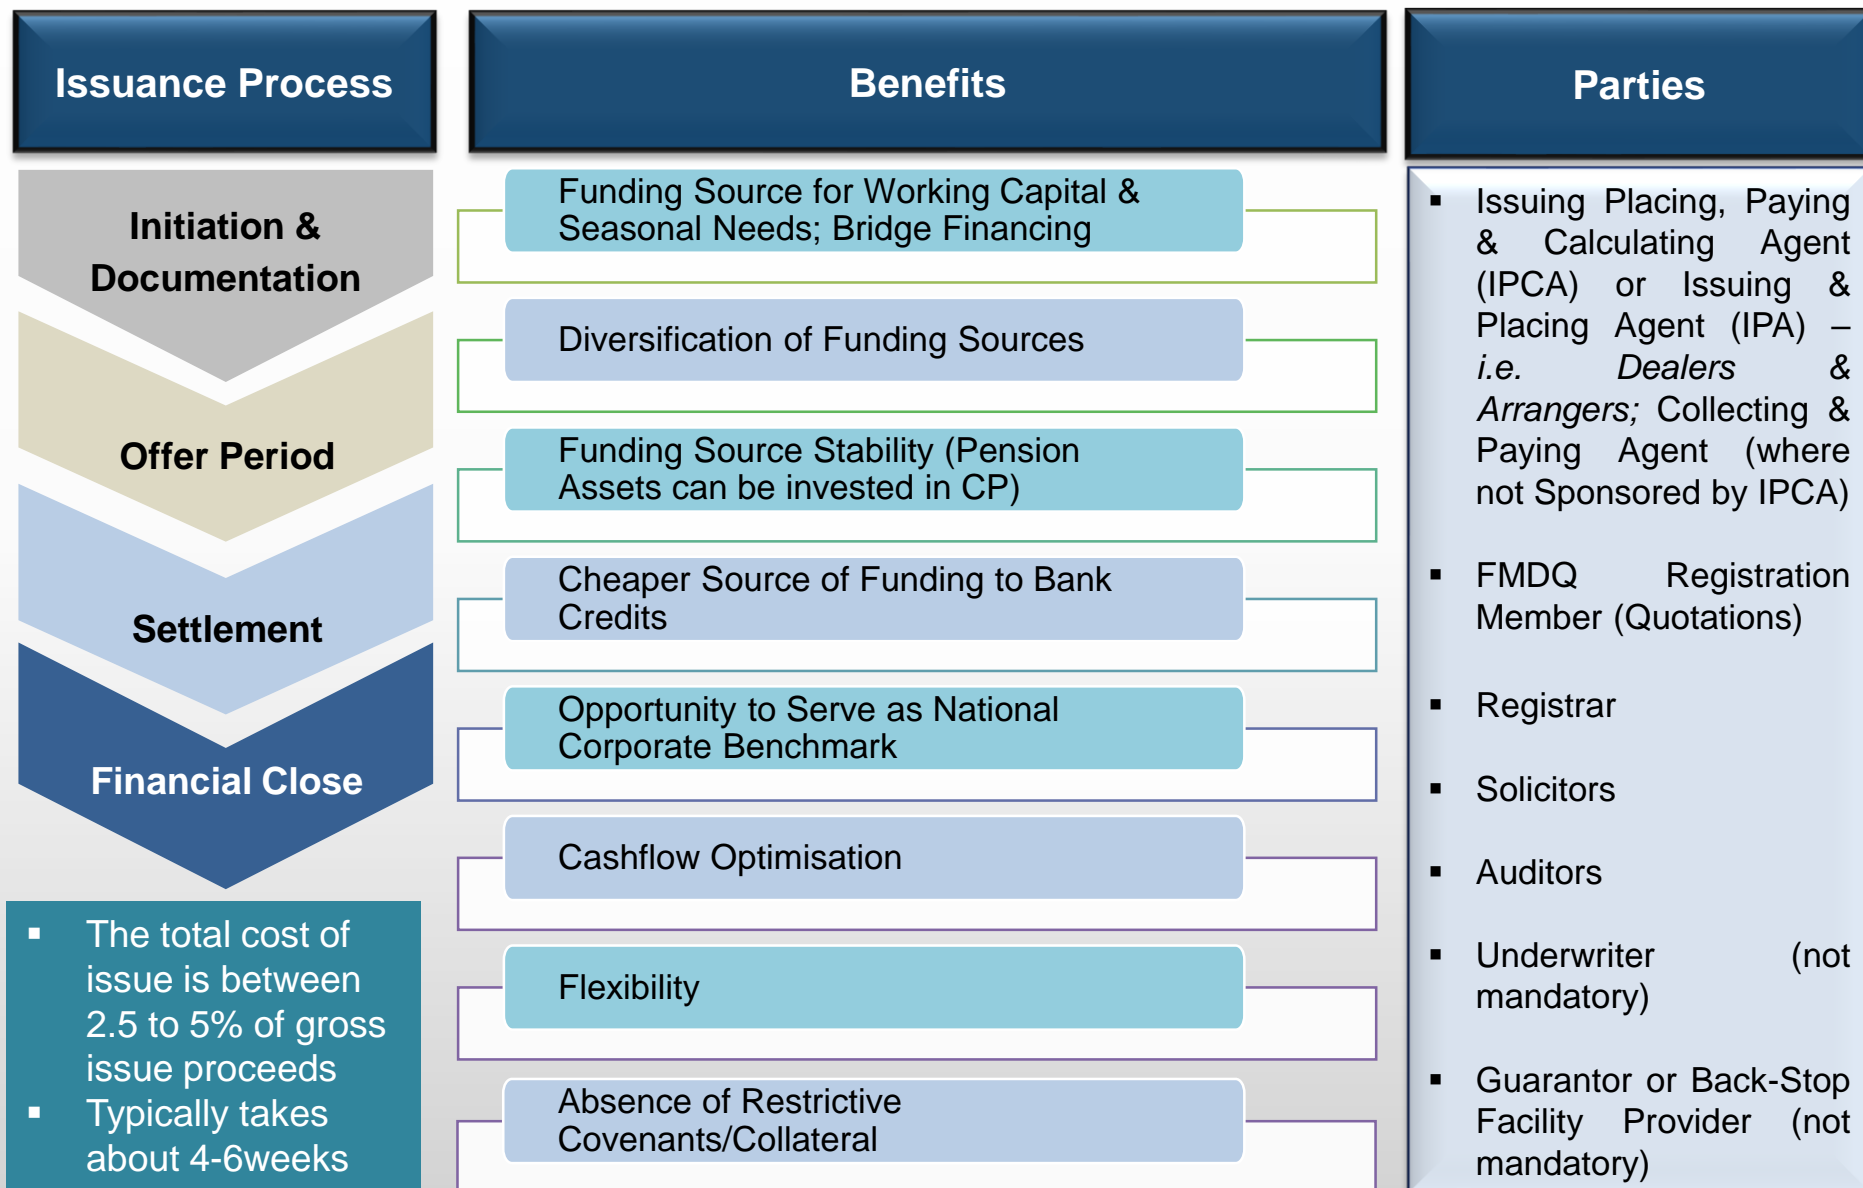 Issuance Process
Initiation &
Documentation
Offer Period
Settlement
Financial Close
▪ The total cost of
issue is between
2.5 to 5% of gross
issue proceeds
▪ Typically takes
about 4-6weeks
Benefits
Funding Source for Working Capital &
Seasonal Needs; Bridge Financing
Diversification of Funding Sources
Funding Source Stability (Pension
Assets can be invested in CP)
Cheaper Source of Funding to Bank
Credits
Opportunity to Serve as National
Corporate Benchmark
Cashflow Optimisation
Flexibility
Absence of Restrictive
Covenants/Collateral
Parties
▪ Issuing Placing, Paying
& Calculating Agent
(IPCA) or Issuing &
Placing Agent (IPA) –
i.e. Dealers &
Arrangers; Collecting &
Paying Agent (where
not Sponsored by IPCA)
▪ FMDQ Registration
Member (Quotations)
▪ Registrar
▪ Solicitors
▪ Auditors
▪ Underwriter (not
mandatory)
▪ Guarantor or Back-Stop
Facility Provider (not
mandatory)